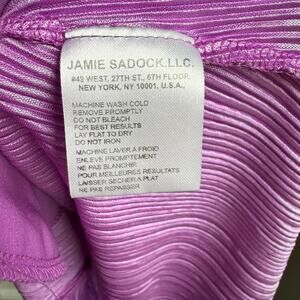 JAMIE SADOCK, LLC.
#49 WEST, 27TH ST., 6TH FLOOR,
NEW YORK, NY 10001. U.S.A.,
MACHINE WASH COLD
REMOVE PROMPTLY
DO NOT BLEACH
FOR BEST RESULTS
LAY FLAT TO DRY
DO NOT IRON
MACHINE LAVER A FROID
ENLEVE PROMPTEMENT
NE PAS BLANCHIR
POUR MEILLEURES RESULTATS
LAISSER SECHER A PLAT
NE PAS REPASSER